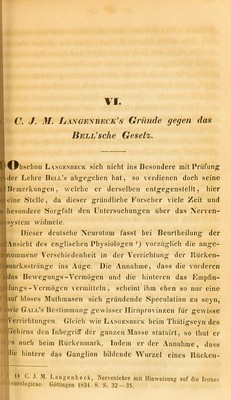 VI.
C. J. M. LANGENBECK's Gründe gegen das
BELL'sche Gesetz.
Obschon LANGENBECK sich nicht ins Besondere mit Prüfung
der Lehre BELL's abgegeben hat, so verdienen doch seine
Bemerkungen, welche er derselben entgegenstellt, hier
eine Stelle, da dieser gründliche Forscher viele Zeit und
besondere Sorgfalt den Untersuchungen über das Nerven-
system widmete.
Dieser deutsche Neurotom fasst bei Beurtheilung der
Ansicht des englischen Physiologen ¹) vorzüglich die ange-
nommene Verschiedenheit in der Verrichtung der Rücken-
marksstränge ins Auge. Die Annahme, dass die vorderen
das Bewegungs-Vermögen und die hinteren das Empfin-
dungs-Vermögen vermitteln, scheint ihm eben so nur eine
auf bloses Muthmasen sich gründende Speculation zu seyn,
wie GALL's Bestimmung gewisser Hirnprovinzen für gewisse
Verrichtungen. Gleich wie LANGENBECK beim Thätigseyn des
Gehirns den Inbegriff der ganzen Masse statuirt, so thut er
es auch beim Rückenmark. Indem er der Annahme, dass
die hintere das Ganglion bildende Wurzel eines Rücken-
C. J. M. Langenbeck, Nervenlehre mit Hinweisung auf die Icones
neurologicae. Göttingen 1831. 8. S. 32 — 35.